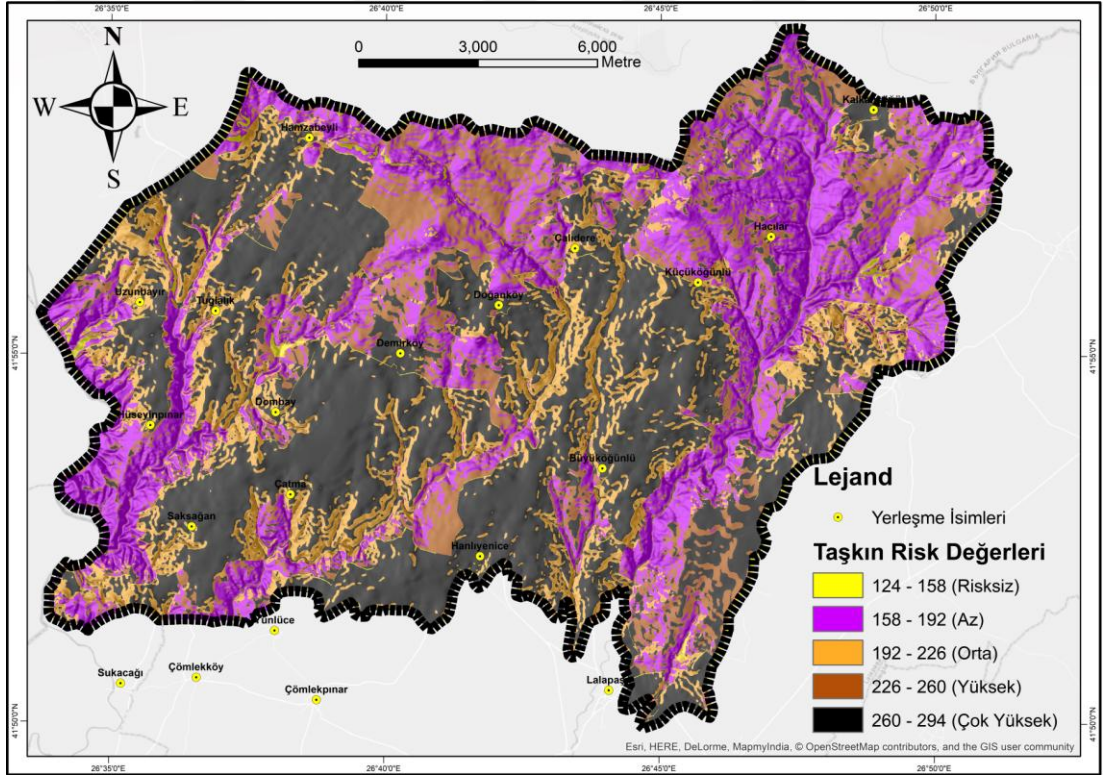 26°35'0"E
26°40'0"E
26°45'0"E
26°50'0"E
N
W
E
S
0
3,000
6,000
Metre
БЪЛГАРИЯ BULGARIA
Hamzabeyli
Çalıdere
Hacılar
Küçüköğünlü
Uzunbayır
Tuğlalık
Doğanköy
Demirköy
Dombay
Hüseyinpınar
Büyüköğünlü
Çatma
Saksağan
Hanlıyenice
Yünlüce
Sukacağı
Çömlekköy
Çömlekpınar
41°55'0"N
41°55'0"N
41°50'0"N
41°50'0"N
Lejand
Yerleşme İsimleri
Taşkın Risk Değerleri
124 - 158 (Risksiz)
158 - 192 (Az)
192 - 226 (Orta)
226 - 260 (Yüksek)
260 - 294 (Çok Yüksek)
Esri, HERE, DeLorme, MapmyIndia, © OpenStreetMap contributors, and the GIS user community
26°35'0"E
26°40'0"E
26°45'0"E
26°50'0"E